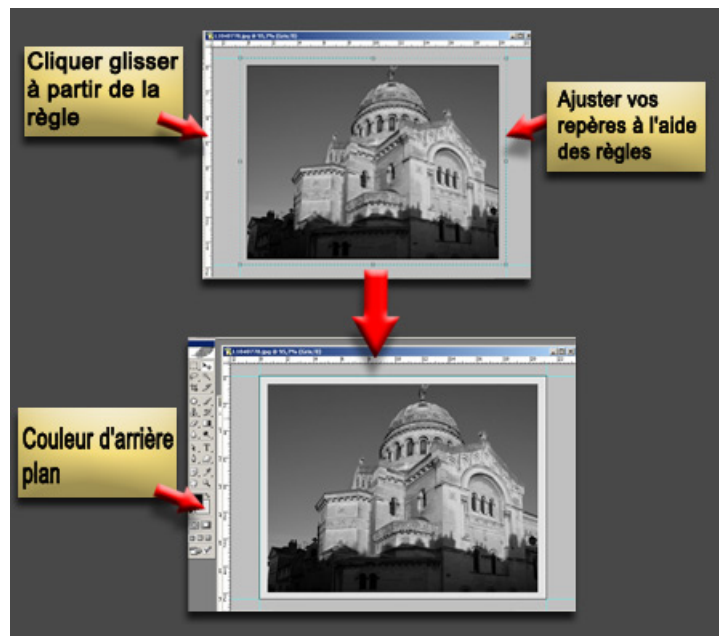 Cliquer glisser
à partir de la
règle
Ajuster vos
repères à l'aide
des règles
Couleur d'arrière
plan